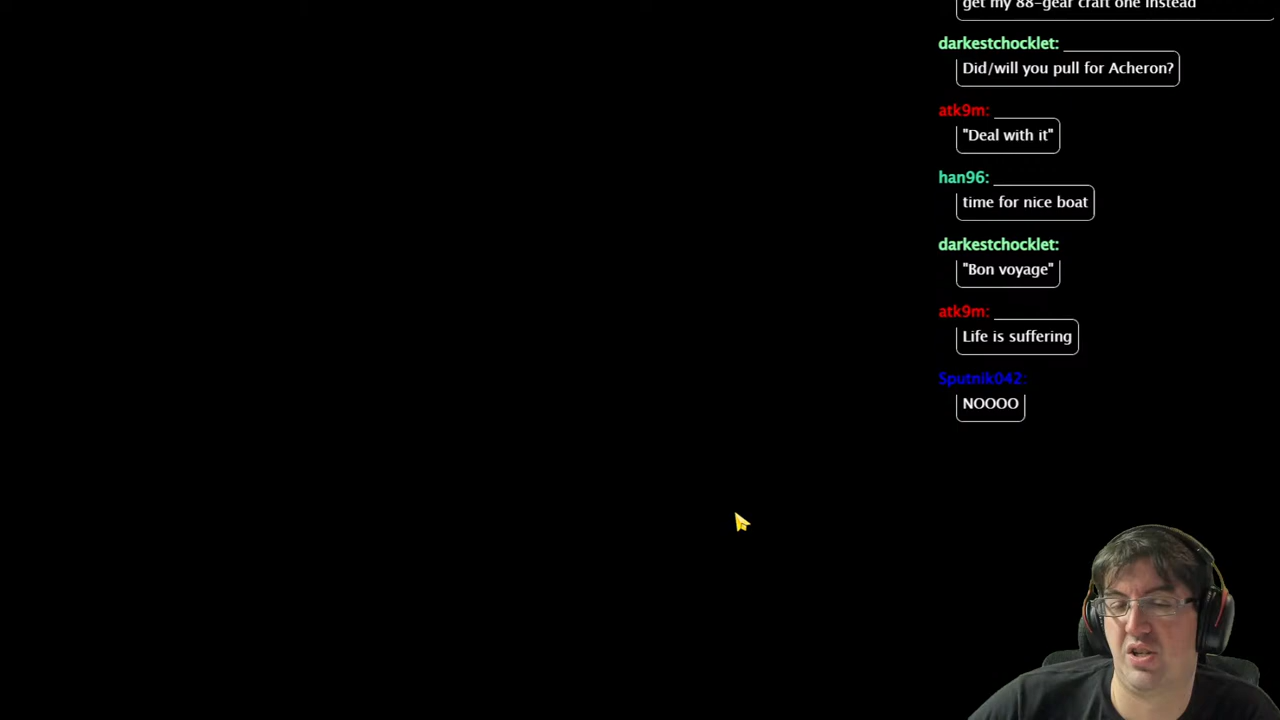 get my 88-gear craft one instead
darkestchocklet:
Did/will you pull for Acheron?
atk9m:
"Deal with it"
han96:
time for nice boat
darkestchocklet:
"Bon voyage"
atk9m:
Life is suffering
Sputnik042:
NOOOO